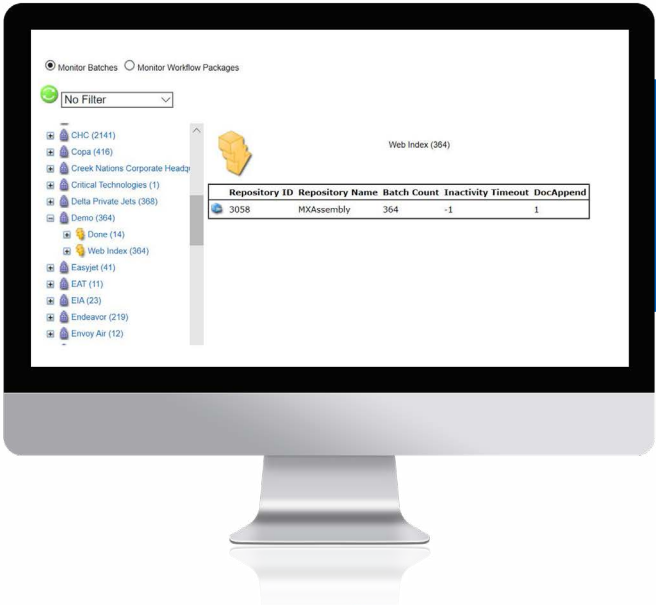 Monitor Batches Monitor Workflow Packages
No Filter
CHC (2141)
Copa (416)
Creek Nations Corporate Headq
Critical Technologies (1)
Delta Private Jets (368)
Demo (364)
Done (14)
Web Index (364)
Easyjet (41)
EAT (11)
EIA (23)
Endeavor (219)
Envoy Air (12)
Web Index (364)
Repository ID Repository Name Batch Count Inactivity Timeout DocAppend
3058 MXAssembly 364 -1 1